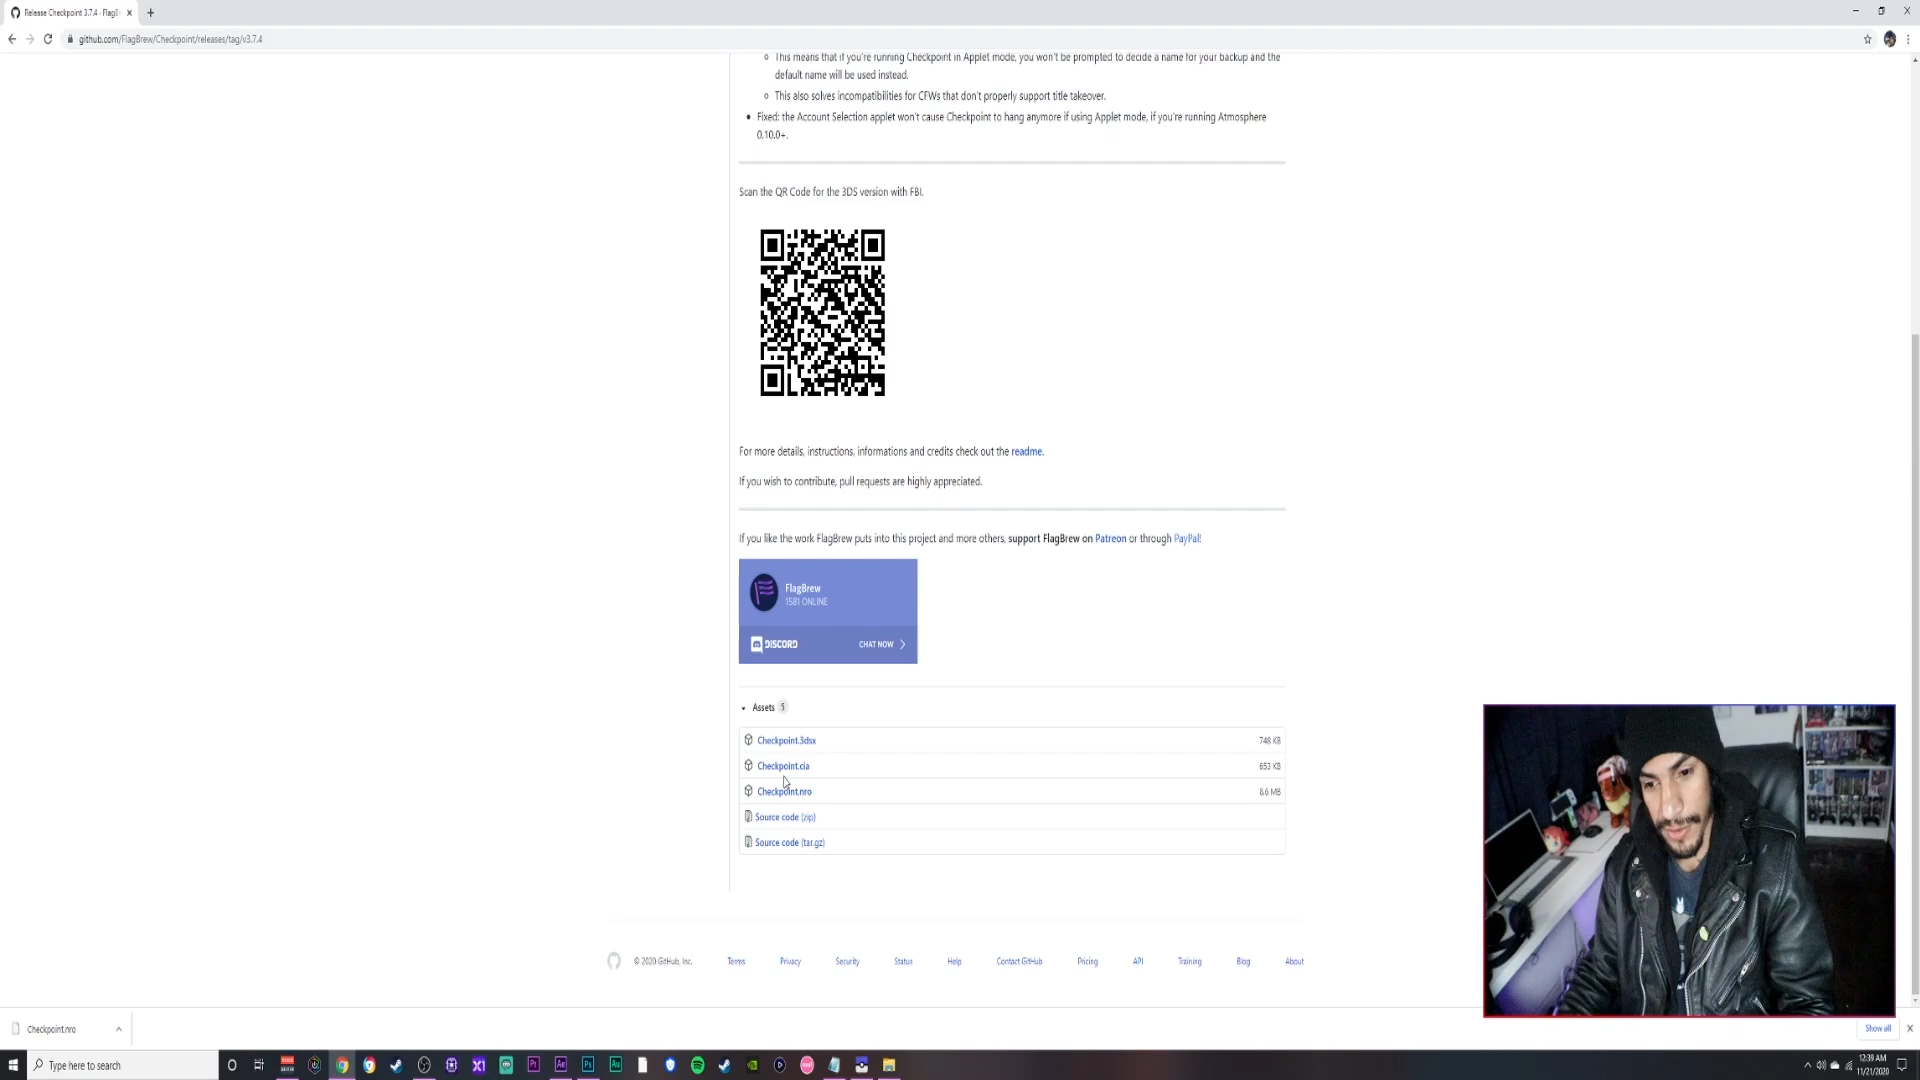 Release Checkpoint 3.7.4 · FlagB
github.com/FlagBrew/Checkpoint/releases/tag/v3.7.4
This means that if you're running Checkpoint in Applet mode, you won't be prompted to decide a name for your backup and the
default name will be used instead.
This also solves incompatibilities for CFWs that don't properly support title takeover.
Fixed: the Account Selection applet won't cause Checkpoint to hang anymore if using Applet mode, if you're running Atmosphere
0.10.0+.
Scan the QR Code for the 3DS version with FBI.
For more details, instructions, informations and credits check out the readme.
If you wish to contribute, pull requests are highly appreciated.
If you like the work FlagBrew puts into this project and more others, support FlagBrew on Patreon or through PayPal!
FlagBrew
1581 ONLINE
DISCORD CHAT NOW
Assets 5
Checkpoint.3dsx 748 KB
Checkpoint.cia 653 KB
Checkpoint.nro 8.6 MB
Source code (zip)
Source code (tar.gz)
© 2020 GitHub, Inc. Terms Privacy Security Status Help Contact GitHub Pricing API Training Blog About
Checkpoint.nro Show all
Type here to search X1 Pr Ae Ps Au 12:39 AM
11/21/2020